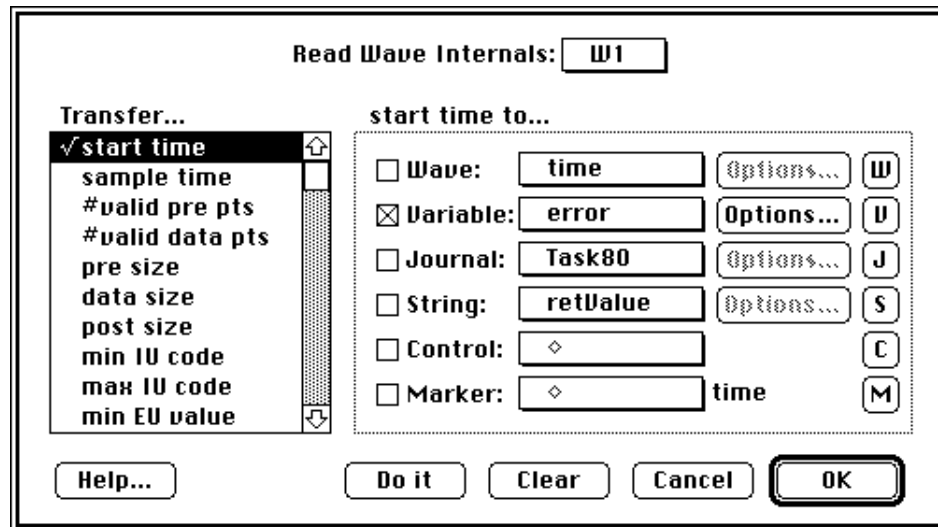 Read Wave Internals: W1
Transfer...
√ start time
sample time
#valid pre pts
#valid data pts
pre size
data size
post size
min IU code
max IU code
min EU value
start time to...
Wave: time Options... W
Variable: error Options... V
Journal: Task80 Options... J
String: retValue Options... S
Control: ◇ C
Marker: ◇ time M
Help... Do it Clear Cancel OK